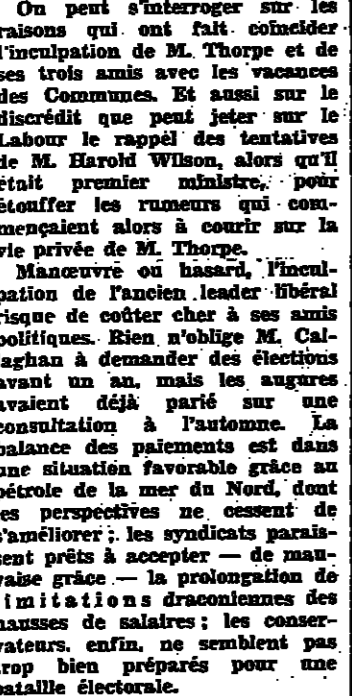 On peut s'interroger sur les
raisons qui ont fait coïncider
l'inculpation de M. Thorpe et de
ses trois amis avec les vacances
des Communes. Et aussi sur le
discrédit que peut jeter sur le
Labour le rappel des tentatives
de M. Harold Wilson, alors qu'il
était premier ministre, pour
étouffer les rumeurs qui com-
mençaient alors à courir sur la
vie privée de M. Thorpe.
Manœuvre ou hasard, l'incul-
pation de l'ancien leader libéral
risque de coûter cher à ses amis
politiques. Rien n'oblige M. Cal-
laghan à demander des élections
avant un an, mais les augures
avaient déjà parié sur une
consultation à l'automne. La
balance des paiements est dans
une situation favorable grâce au
pétrole de la mer du Nord, dont
les perspectives ne cessent de
s'améliorer ; les syndicats parais-
sent prêts à accepter — de mau-
vaise grâce — la prolongation de
limitations draconiennes des
hausses de salaires ; les conser-
vateurs, enfin, ne semblent pas
trop bien préparés pour une
bataille électorale.